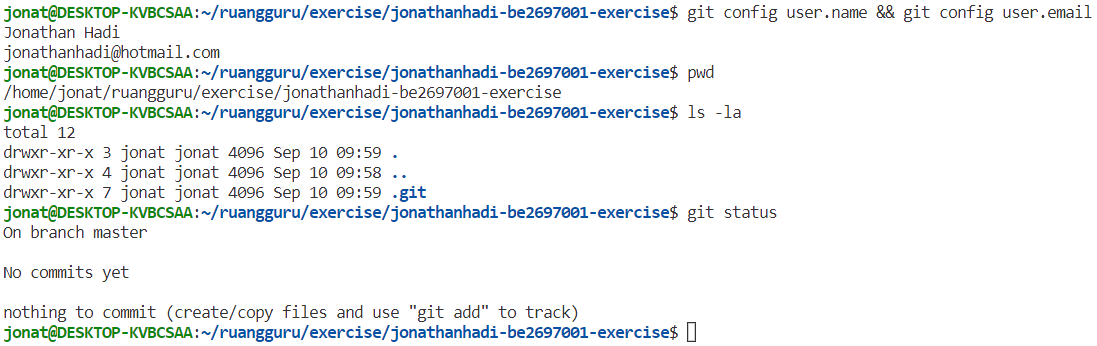 jonat@DESKTOP-KVBCSAA:~/ruangguru/exercise/jonathanhadi-be2697001-exercise$ git config user.name && git config user.email
Jonathan Hadi
jonathanhadi@hotmail.com
jonat@DESKTOP-KVBCSAA:~/ruangguru/exercise/jonathanhadi-be2697001-exercise$ pwd
/home/jonat/ruangguru/exercise/jonathanhadi-be2697001-exercise
jonat@DESKTOP-KVBCSAA:~/ruangguru/exercise/jonathanhadi-be2697001-exercise$ ls -la
total 12
drwxr-xr-x 3 jonat jonat 4096 Sep 10 09:59 .
drwxr-xr-x 4 jonat jonat 4096 Sep 10 09:58 ..
drwxr-xr-x 7 jonat jonat 4096 Sep 10 09:59 .git
jonat@DESKTOP-KVBCSAA:~/ruangguru/exercise/jonathanhadi-be2697001-exercise$ git status
On branch master
No commits yet
nothing to commit (create/copy files and use "git add" to track)
jonat@DESKTOP-KVBCSAA:~/ruangguru/exercise/jonathanhadi-be2697001-exercise$